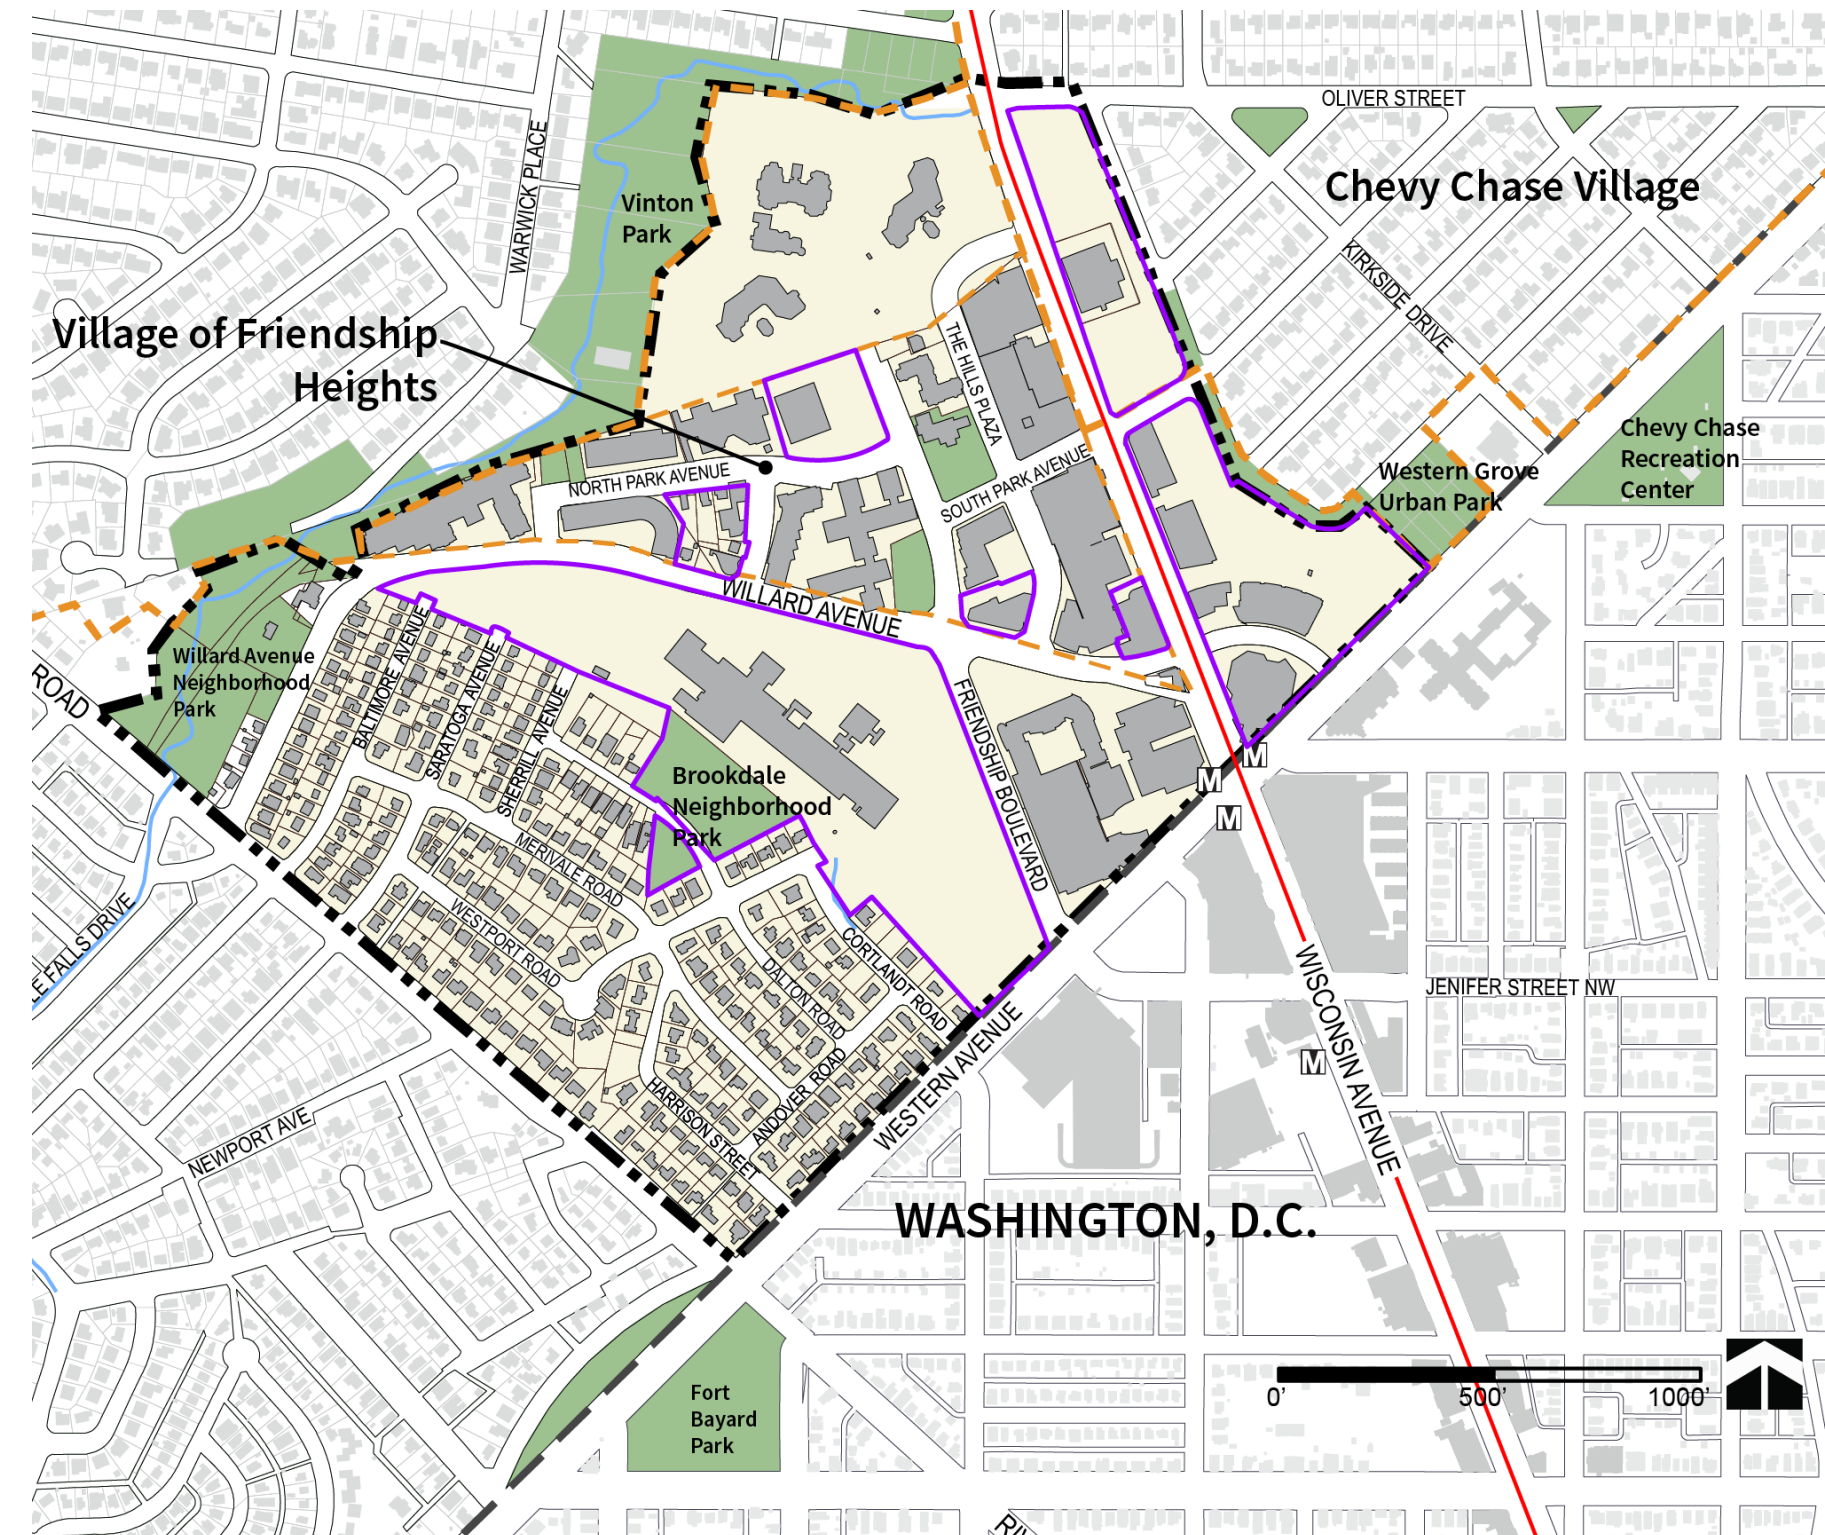 OLIVER STREET
Chevy Chase Village
WARWICK PLACE
Vinton
Park
KIRKSIDE DRIVE
Village of Friendship
Heights
THE HILLS PLAZA
Chevy Chase
Recreation
Center
Western Grove
Urban Park
NORTH PARK AVENUE
SOUTH PARK AVENUE
WILLARD AVENUE
Willard Avenue
Neighborhood
Park
ROAD
BALTIMORE AVENUE
SARATOGA AVENUE
SHERRILL AVENUE
FRIENDSHIP BOULEVARD
M
M
M
Brookdale
Neighborhood
Park
MERIVALE ROAD
WESTPORT ROAD
LE FALLS DRIVE
CORTLANDT ROAD
DALTON ROAD
WISCONSIN AVENUE
JENIFER STREET NW
M
WESTERN AVENUE
ANDOVER ROAD
HARRISON STREET
NEWPORT AVE
WASHINGTON, D.C.
0'
500'
1000'
Fort
Bayard
Park